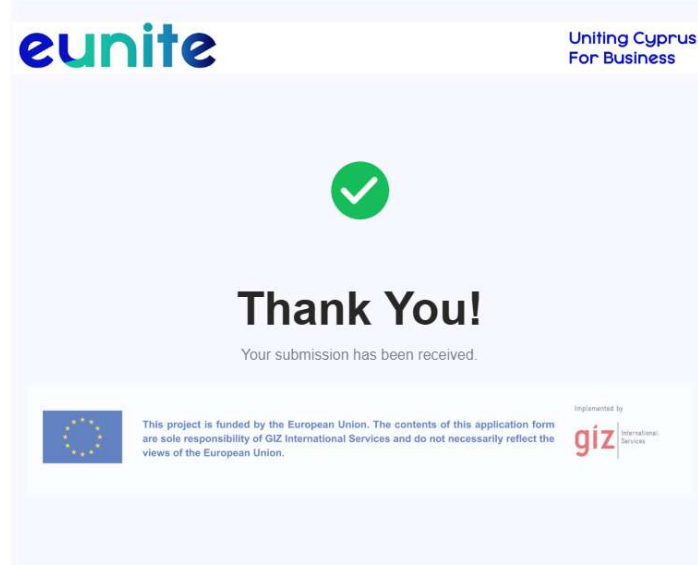 eunite
Uniting Cyprus
For Business
Thank You!
Your submission has been received.
This project is funded by the European Union. The contents of this application form
are sole responsibility of GIZ International Services and do not necessarily reflect the
views of the European Union.
Implemented by
giz
International
Services